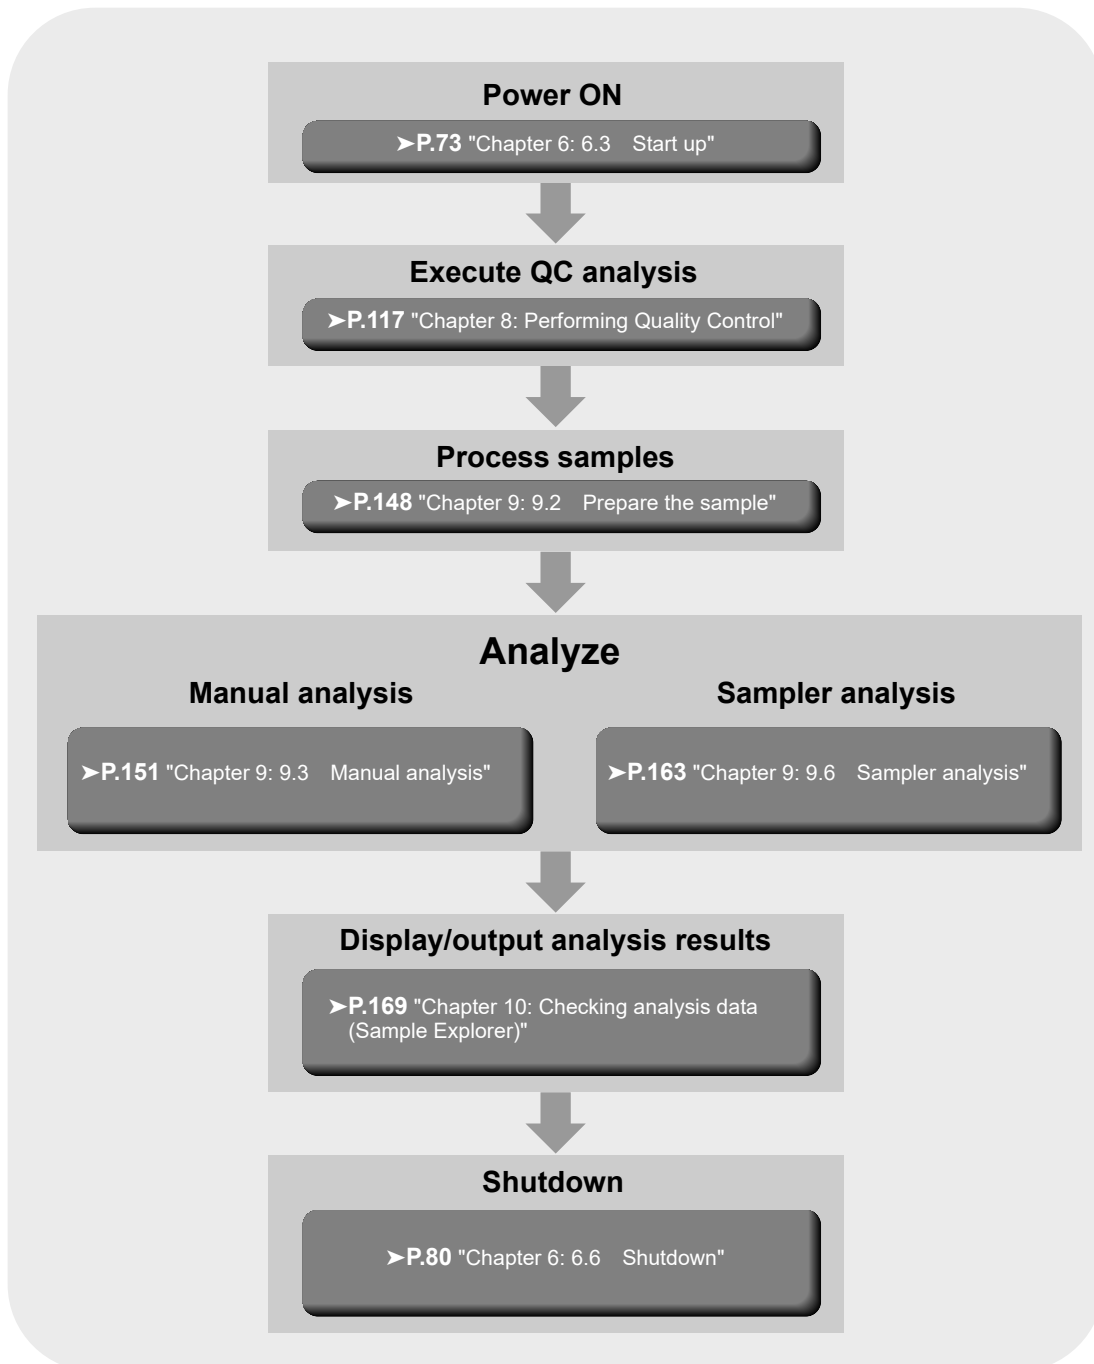 Power ON
➤P.73 "Chapter 6: 6.3 Start up"
Execute QC analysis
➤P.117 "Chapter 8: Performing Quality Control"
Process samples
➤P.148 "Chapter 9: 9.2 Prepare the sample"
Analyze
Manual analysis
➤P.151 "Chapter 9: 9.3 Manual analysis"
Sampler analysis
➤P.163 "Chapter 9: 9.6 Sampler analysis"
Display/output analysis results
➤P.169 "Chapter 10: Checking analysis data
(Sample Explorer)"
Shutdown
➤P.80 "Chapter 6: 6.6 Shutdown"